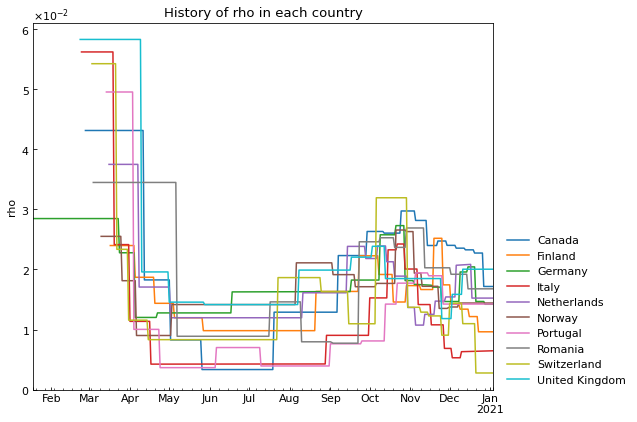 History of rho in each country
×10⁻²
6
5
4
3
2
1
0
rho
Feb Mar Apr May Jun Jul Aug Sep Oct Nov Dec Jan
2021
Canada
Finland
Germany
Italy
Netherlands
Norway
Portugal
Romania
Switzerland
United Kingdom